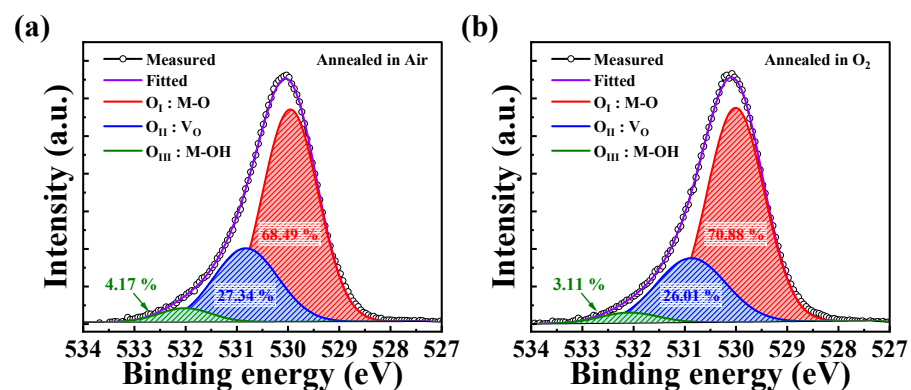 (a)
Measured
Annealed in Air
Fitted
O_I : M-O
O_II : V_O
O_III : M-OH
68.49 %
4.17 %
27.34 %
Intensity (a.u.)
534 533 532 531 530 529 528 527
Binding energy (eV)
(b)
Measured
Annealed in O₂
Fitted
O_I : M-O
O_II : V_O
O_III : M-OH
70.88 %
3.11 %
26.01 %
Intensity (a.u.)
534 533 532 531 530 529 528 527
Binding energy (eV)